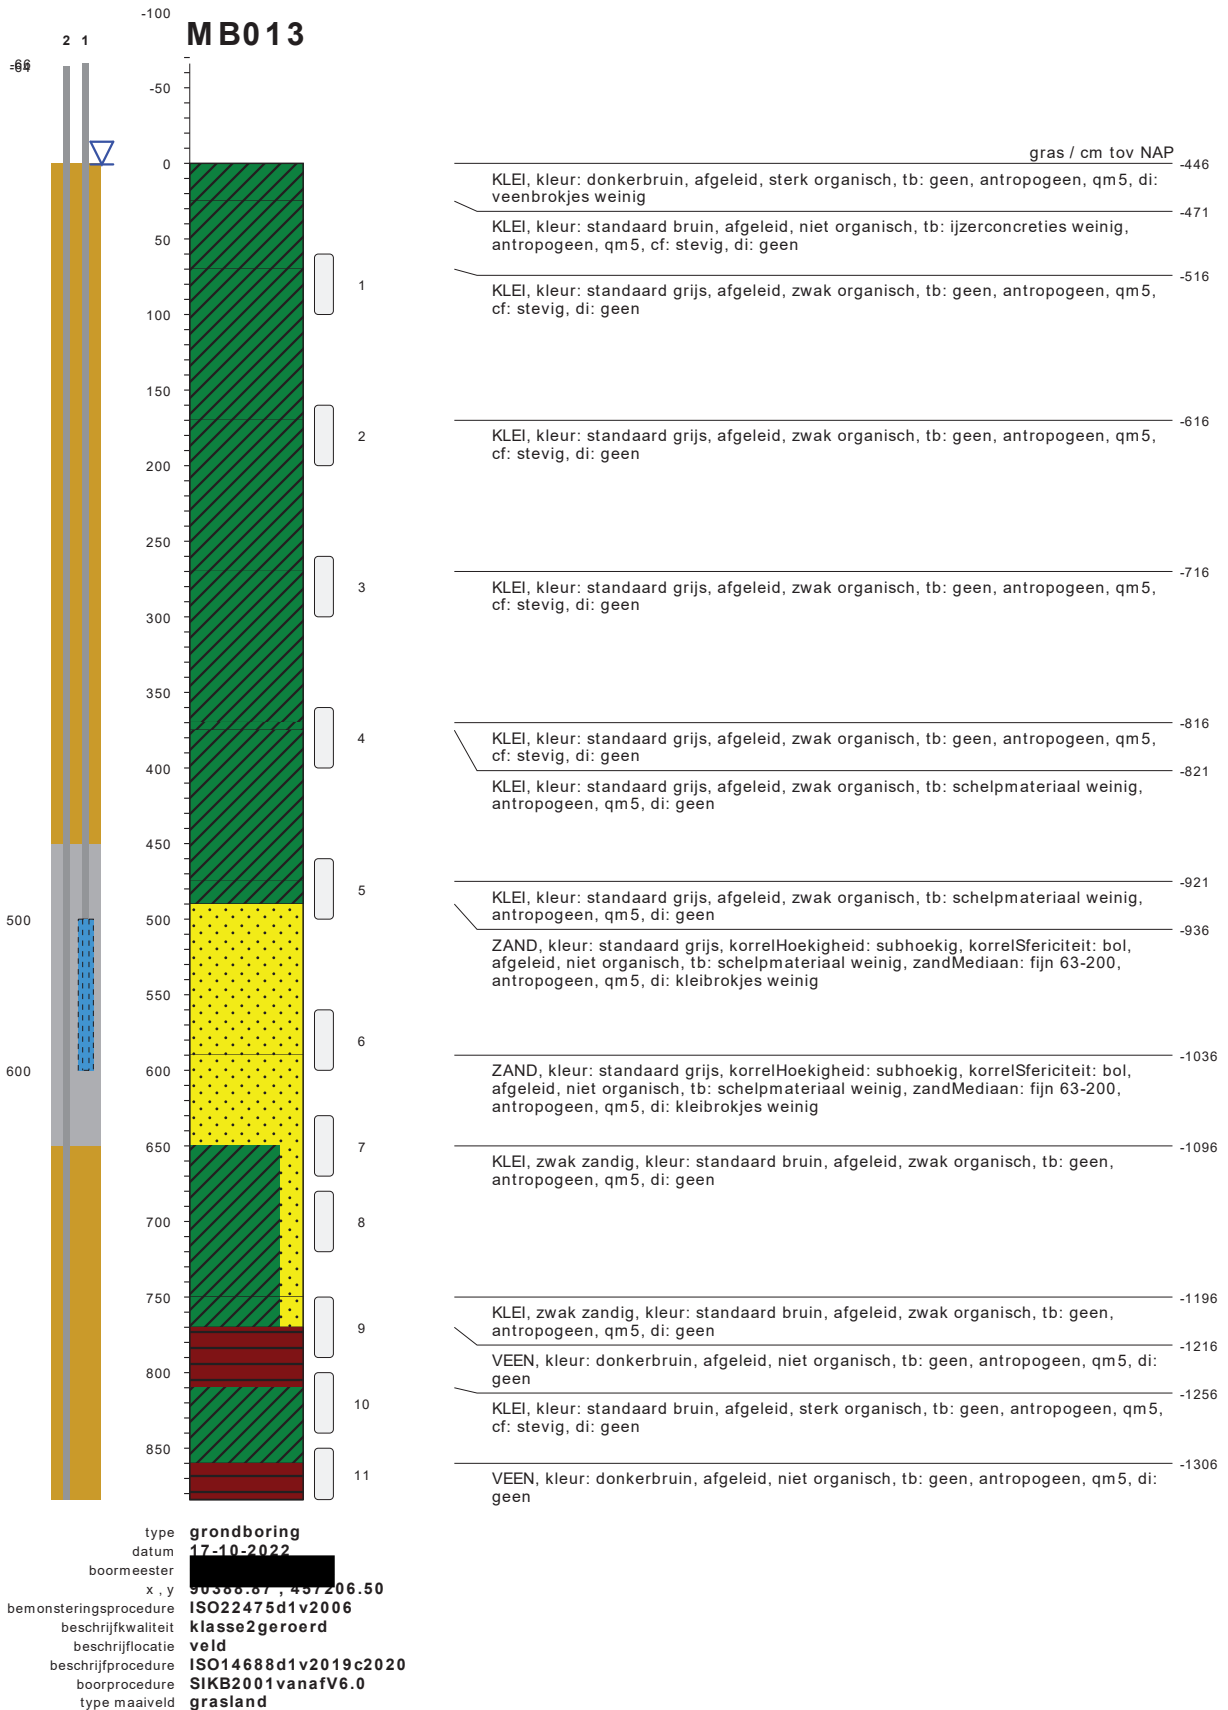 -100
MB013
2 1
-66
-64
-50
0
50
100
150
200
250
300
350
400
450
500
550
600
650
700
750
800
850
500
600
1
2
3
4
5
6
7
8
9
10
11
gras / cm tov NAP
-446
KLEI, kleur: donkerbruin, afgeleid, sterk organisch, tb: geen, antropogeen, qm5, di:
veenbrokjes weinig
-471
KLEI, kleur: standaard bruin, afgeleid, niet organisch, tb: ijzerconcreties weinig,
antropogeen, qm5, cf: stevig, di: geen
-516
KLEI, kleur: standaard grijs, afgeleid, zwak organisch, tb: geen, antropogeen, qm5,
cf: stevig, di: geen
-616
KLEI, kleur: standaard grijs, afgeleid, zwak organisch, tb: geen, antropogeen, qm5,
cf: stevig, di: geen
-716
KLEI, kleur: standaard grijs, afgeleid, zwak organisch, tb: geen, antropogeen, qm5,
cf: stevig, di: geen
-816
KLEI, kleur: standaard grijs, afgeleid, zwak organisch, tb: geen, antropogeen, qm5,
cf: stevig, di: geen
-821
KLEI, kleur: standaard grijs, afgeleid, zwak organisch, tb: schelpmateriaal weinig,
antropogeen, qm5, di: geen
-921
KLEI, kleur: standaard grijs, afgeleid, zwak organisch, tb: schelpmateriaal weinig,
antropogeen, qm5, di: geen
-936
ZAND, kleur: standaard grijs, korrelHoekigheid: subhoekig, korrelSfericiteit: bol,
afgeleid, niet organisch, tb: schelpmateriaal weinig, zandMediaan: fijn 63-200,
antropogeen, qm5, di: kleibrokjes weinig
-1036
ZAND, kleur: standaard grijs, korrelHoekigheid: subhoekig, korrelSfericiteit: bol,
afgeleid, niet organisch, tb: schelpmateriaal weinig, zandMediaan: fijn 63-200,
antropogeen, qm5, di: kleibrokjes weinig
-1096
KLEI, zwak zandig, kleur: standaard bruin, afgeleid, zwak organisch, tb: geen,
antropogeen, qm5, di: geen
-1196
KLEI, zwak zandig, kleur: standaard bruin, afgeleid, zwak organisch, tb: geen,
antropogeen, qm5, di: geen
-1216
VEEN, kleur: donkerbruin, afgeleid, niet organisch, tb: geen, antropogeen, qm5, di:
geen
-1256
KLEI, kleur: standaard bruin, afgeleid, sterk organisch, tb: geen, antropogeen, qm5,
cf: stevig, di: geen
-1306
VEEN, kleur: donkerbruin, afgeleid, niet organisch, tb: geen, antropogeen, qm5, di:
geen
type grondboring
datum 17-10-2022
boormeester
x , y 90388.87 , 457206.50
bemonsteringsprocedure ISO22475d1v2006
beschrijfkwaliteit klasse2geroerd
beschrijflocatie veld
beschrijfprocedure ISO14688d1v2019c2020
boorprocedure SIKB2001vanafV6.0
type maaiveld grasland